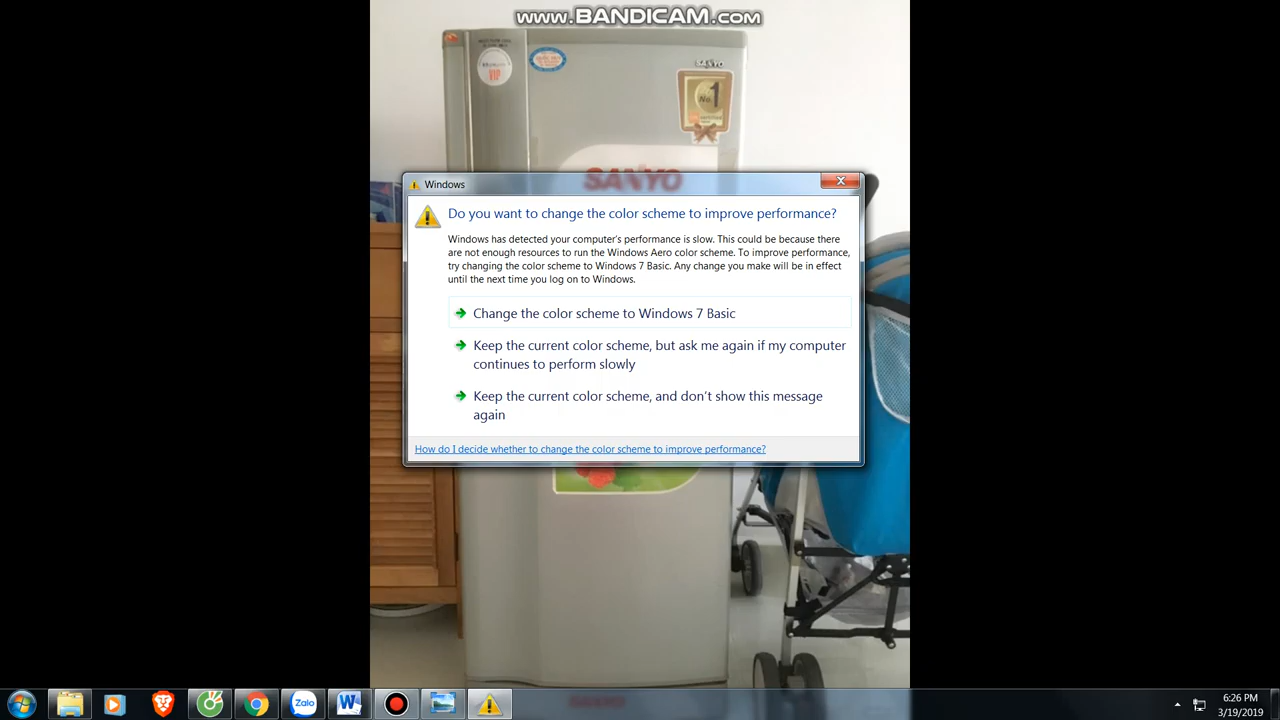 www.BANDICAM.com
VIP
SANYO
No.1
SANYO
Windows
Do you want to change the color scheme to improve performance?
Windows has detected your computer's performance is slow. This could be because there
are not enough resources to run the Windows Aero color scheme. To improve performance,
try changing the color scheme to Windows 7 Basic. Any change you make will be in effect
until the next time you log on to Windows.
Change the color scheme to Windows 7 Basic
Keep the current color scheme, but ask me again if my computer
continues to perform slowly
Keep the current color scheme, and don't show this message
again
How do I decide whether to change the color scheme to improve performance?
Zalo
W
6:26 PM
3/19/2019